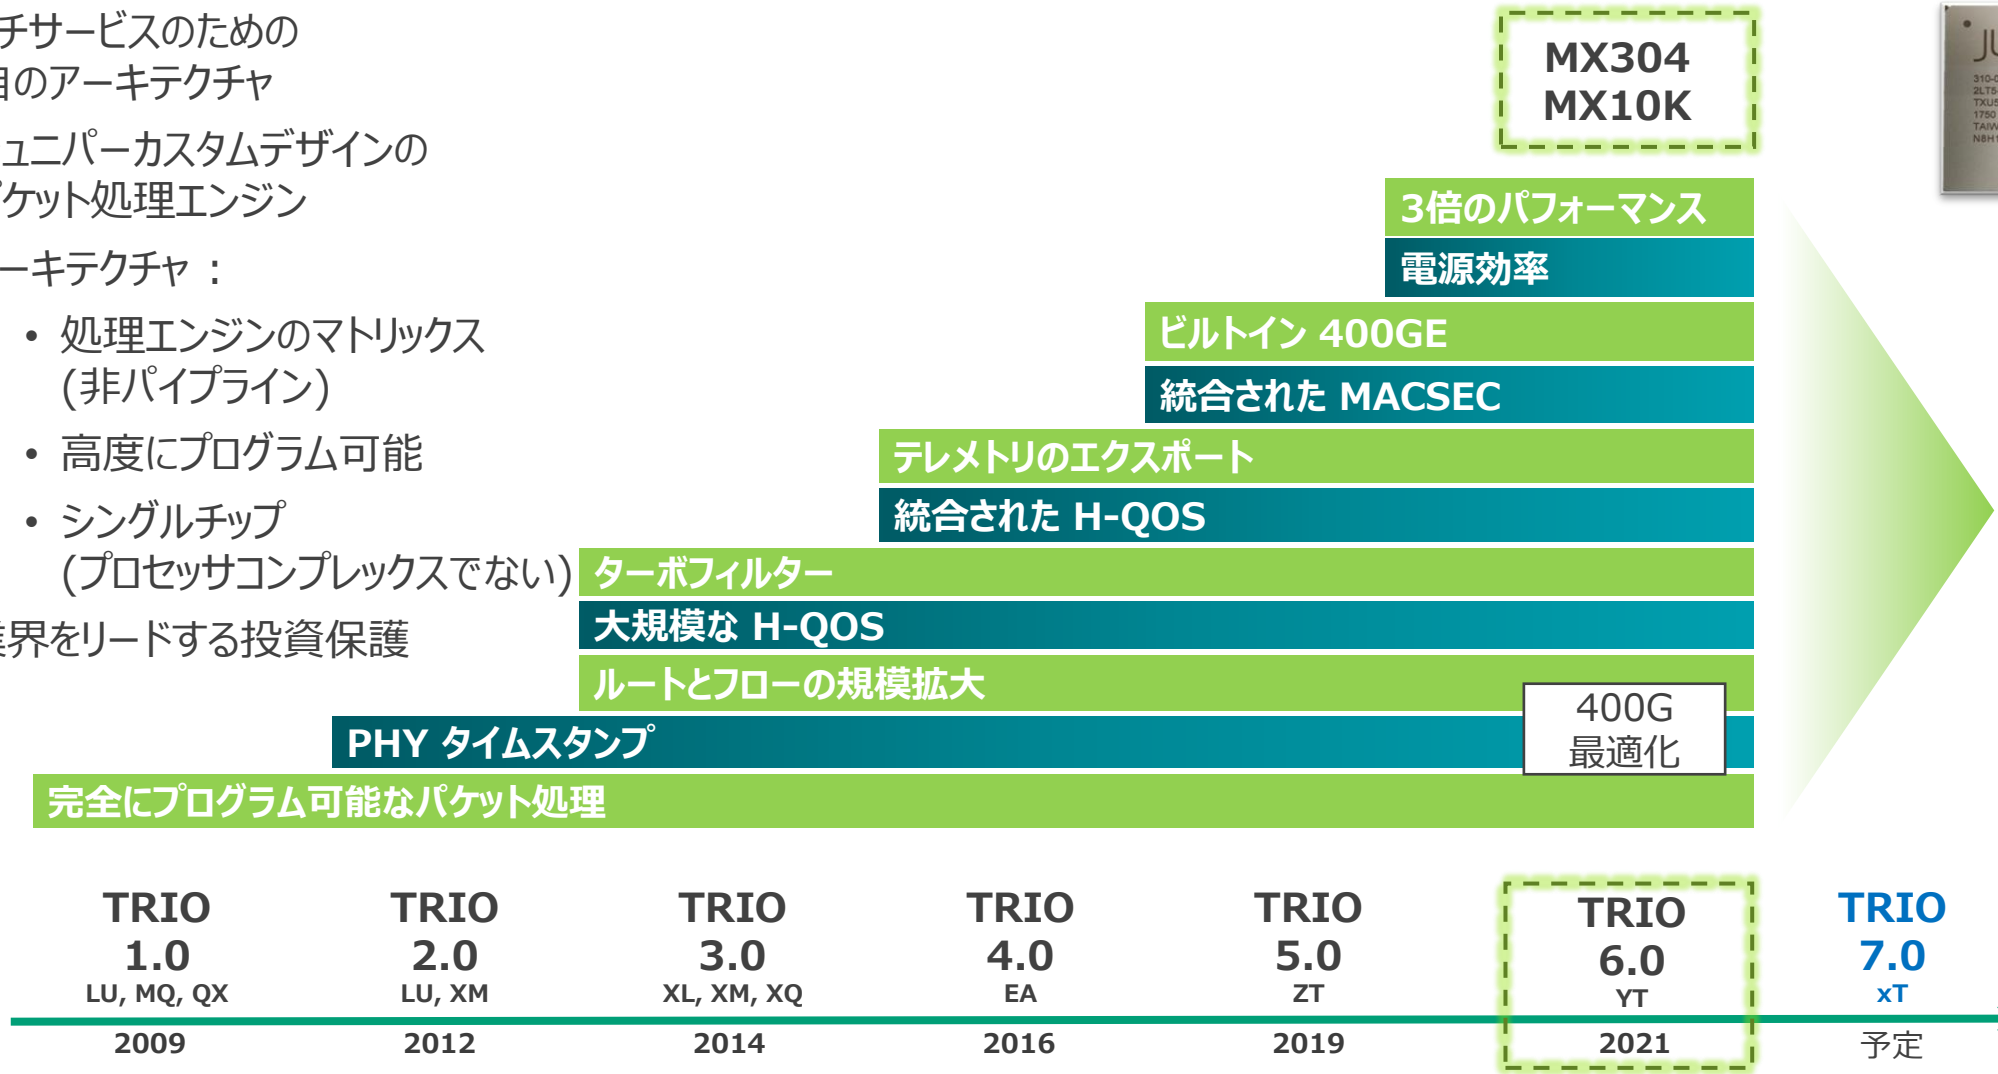 チサービスのための
目のアーキテクチャ
ュニパーカスタムデザインの
パケット処理エンジン
ーキテクチャ：
• 処理エンジンのマトリックス
(非パイプライン)
• 高度にプログラム可能
• シングルチップ
(プロセッサコンプレックスでない)
業界をリードする投資保護
MX304
MX10K
3倍のパフォーマンス
電源効率
ビルトイン 400GE
統合された MACSEC
テレメトリのエクスポート
統合された H-QOS
ターボフィルター
大規模な H-QOS
ルートとフローの規模拡大
PHY タイムスタンプ
400G
最適化
完全にプログラム可能なパケット処理
TRIO
1.0
LU, MQ, QX
2009
TRIO
2.0
LU, XM
2012
TRIO
3.0
XL, XM, XQ
2014
TRIO
4.0
EA
2016
TRIO
5.0
ZT
2019
TRIO
6.0
YT
2021
TRIO
7.0
xT
予定
JU
310-0
2LT5
TXU5
1750
TAIW
N8H1